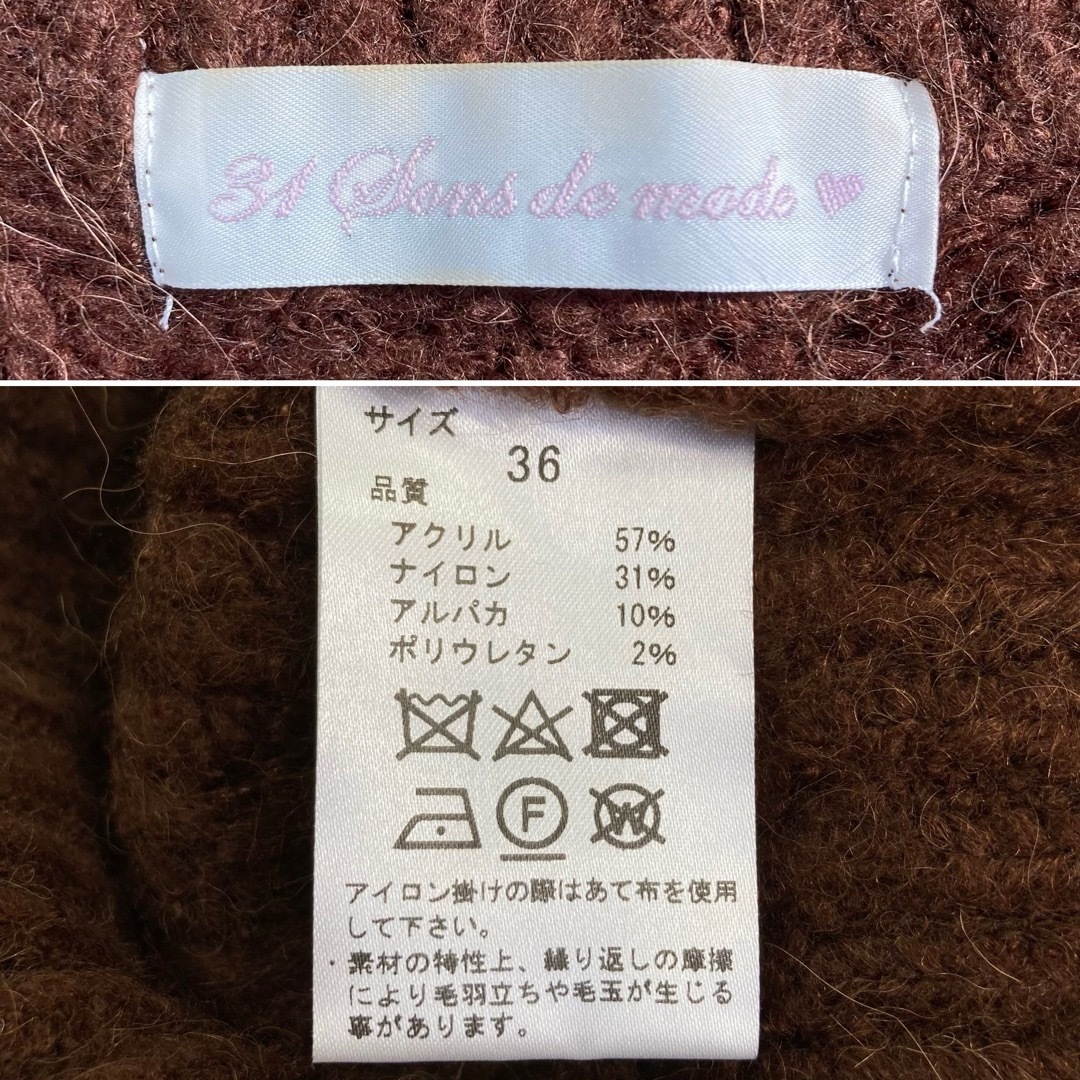 31 Sons de mode
サイズ
36
品質
アクリル 57%
ナイロン 31%
アルパカ 10%
ポリウレタン 2%
F
W
アイロン掛けの際はあて布を使用
して下さい。
・素材の特性上、繰り返しの摩擦
により毛羽立ちや毛玉が生じる
事があります。